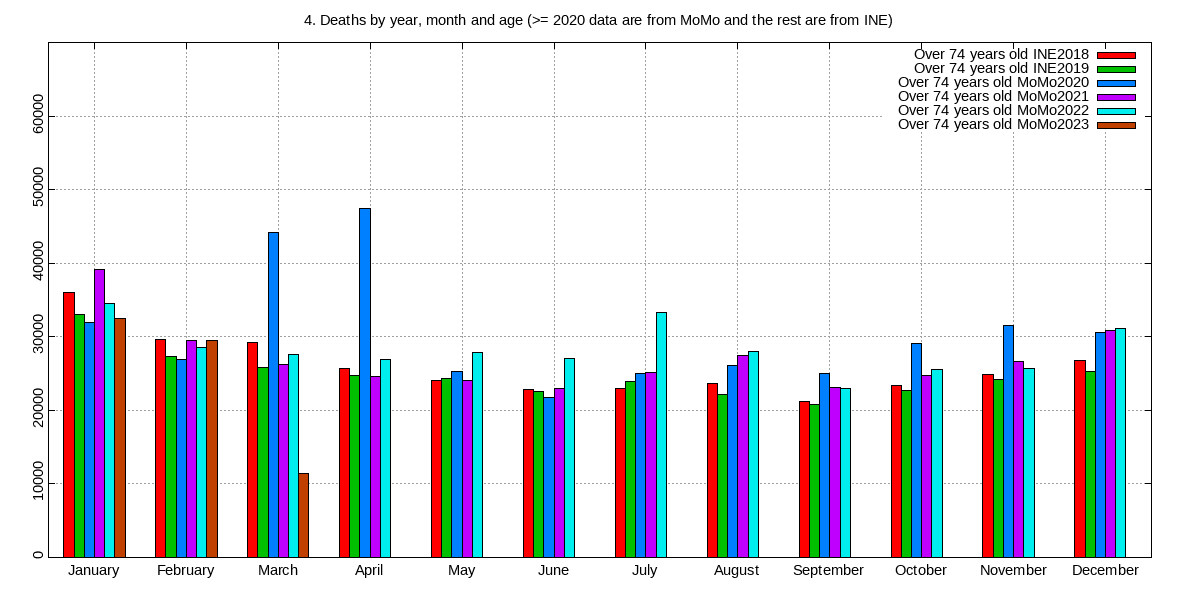 4. Deaths by year, month and age (>= 2020 data are from MoMo and the rest are from INE)
Over 74 years old INE2018
Over 74 years old INE2019
Over 74 years old MoMo2020
Over 74 years old MoMo2021
Over 74 years old MoMo2022
Over 74 years old MoMo2023
60000
50000
40000
30000
20000
10000
0
January February March April May June July August September October November December